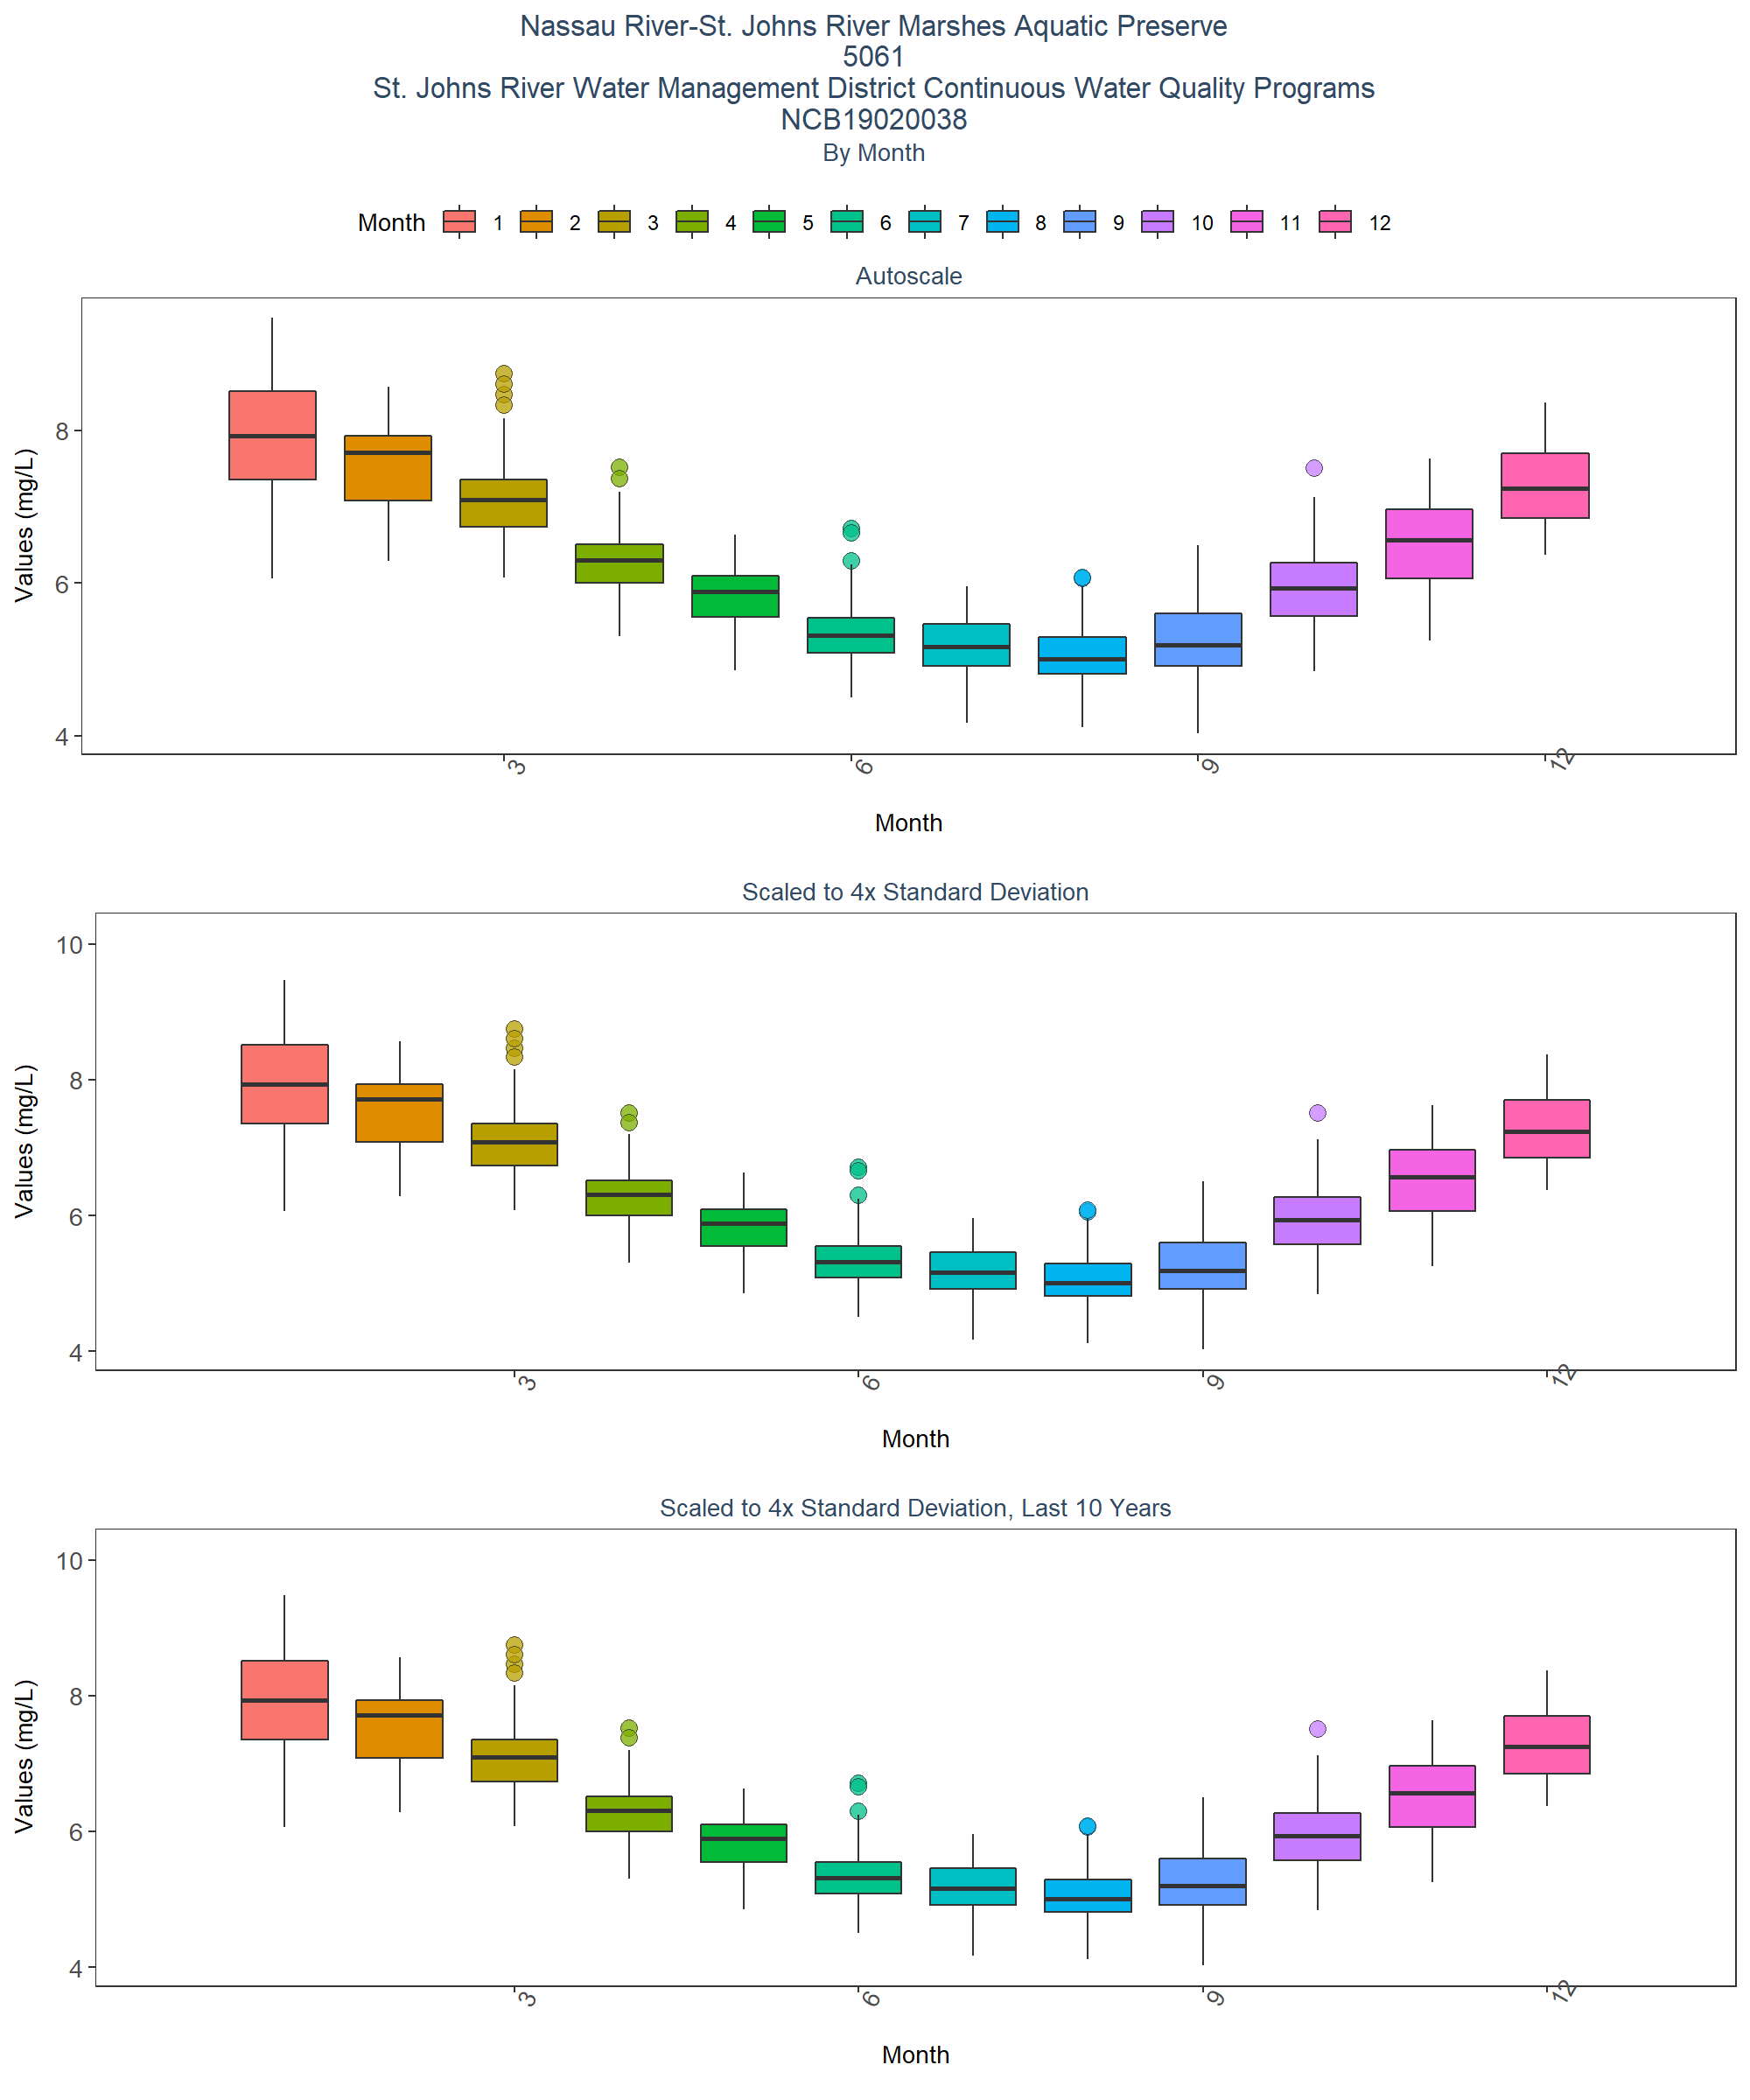 Nassau River-St. Johns River Marshes Aquatic Preserve
5061
St. Johns River Water Management District Continuous Water Quality Programs
NCB19020038
By Month
Month 1 2 3 4 5 6 7 8 9 10 11 12
Autoscale
Values (mg/L)
8
6
4
3 6 9 12
Month
Scaled to 4x Standard Deviation
Values (mg/L)
10
8
6
4
3 6 9 12
Month
Scaled to 4x Standard Deviation, Last 10 Years
Values (mg/L)
10
8
6
4
3 6 9 12
Month